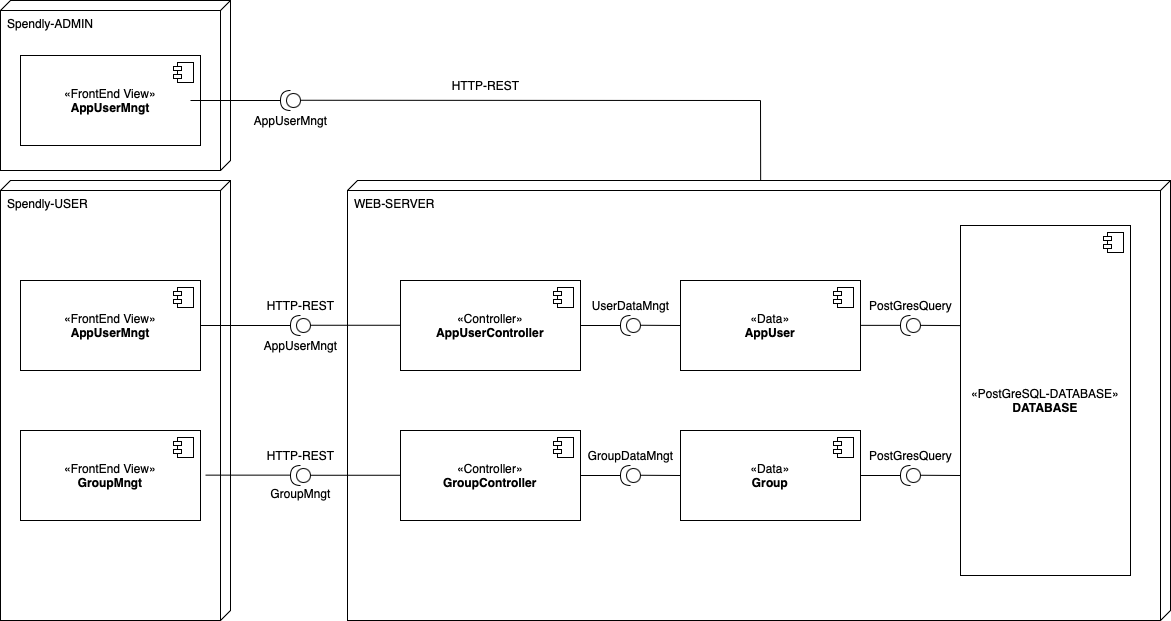 Spendly-ADMIN
«FrontEnd View»
AppUserMngt
HTTP-REST
AppUserMngt
Spendly-USER
WEB-SERVER
«FrontEnd View»
AppUserMngt
HTTP-REST
AppUserMngt
«Controller»
AppUserController
UserDataMngt
«Data»
AppUser
PostGresQuery
«PostGreSQL-DATABASE»
DATABASE
«FrontEnd View»
GroupMngt
HTTP-REST
GroupMngt
«Controller»
GroupController
GroupDataMngt
«Data»
Group
PostGresQuery